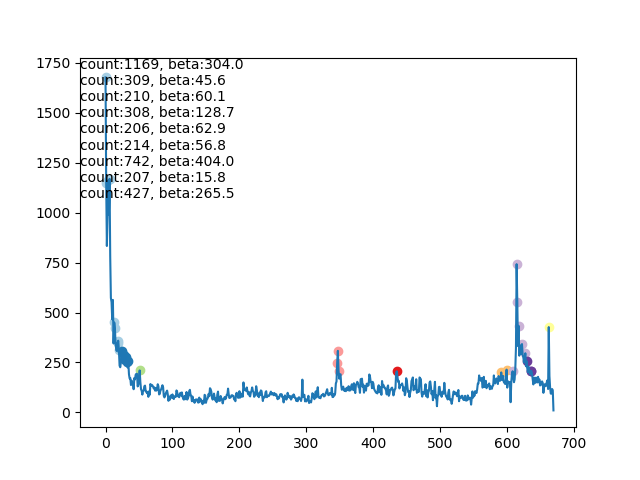 1750
1500
1250
1000
750
500
250
0
count:1169, beta:304.0
count:309, beta:45.6
count:210, beta:60.1
count:308, beta:128.7
count:206, beta:62.9
count:214, beta:56.8
count:742, beta:404.0
count:207, beta:15.8
count:427, beta:265.5
0 100 200 300 400 500 600 700